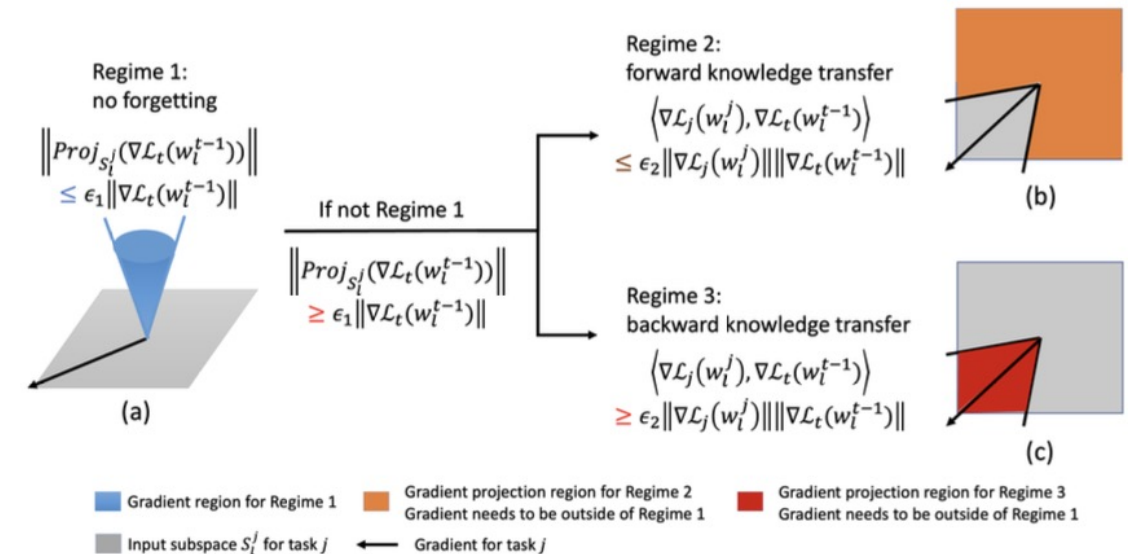 Regime 1:
no forgetting
‖Proj_{S_l^j}(∇ℒ_t(w_l^{t−1}))‖
≤ ϵ_1‖∇ℒ_t(w_l^{t−1})‖
(a)
If not Regime 1
‖Proj_{S_l^j}(∇ℒ_t(w_l^{t−1}))‖
≥ ϵ_1‖∇ℒ_t(w_l^{t−1})‖
Regime 2:
forward knowledge transfer
⟨∇ℒ_j(w_l^j), ∇ℒ_t(w_l^{t−1})⟩
≤ ϵ_2‖∇ℒ_j(w_l^j)‖‖∇ℒ_t(w_l^{t−1})‖
(b)
Regime 3:
backward knowledge transfer
⟨∇ℒ_j(w_l^j), ∇ℒ_t(w_l^{t−1})⟩
≥ ϵ_2‖∇ℒ_j(w_l^j)‖‖∇ℒ_t(w_l^{t−1})‖
(c)
Gradient region for Regime 1
Gradient projection region for Regime 2
Gradient needs to be outside of Regime 1
Gradient projection region for Regime 3
Gradient needs to be outside of Regime 1
Input subspace S_l^j for task j
Gradient for task j